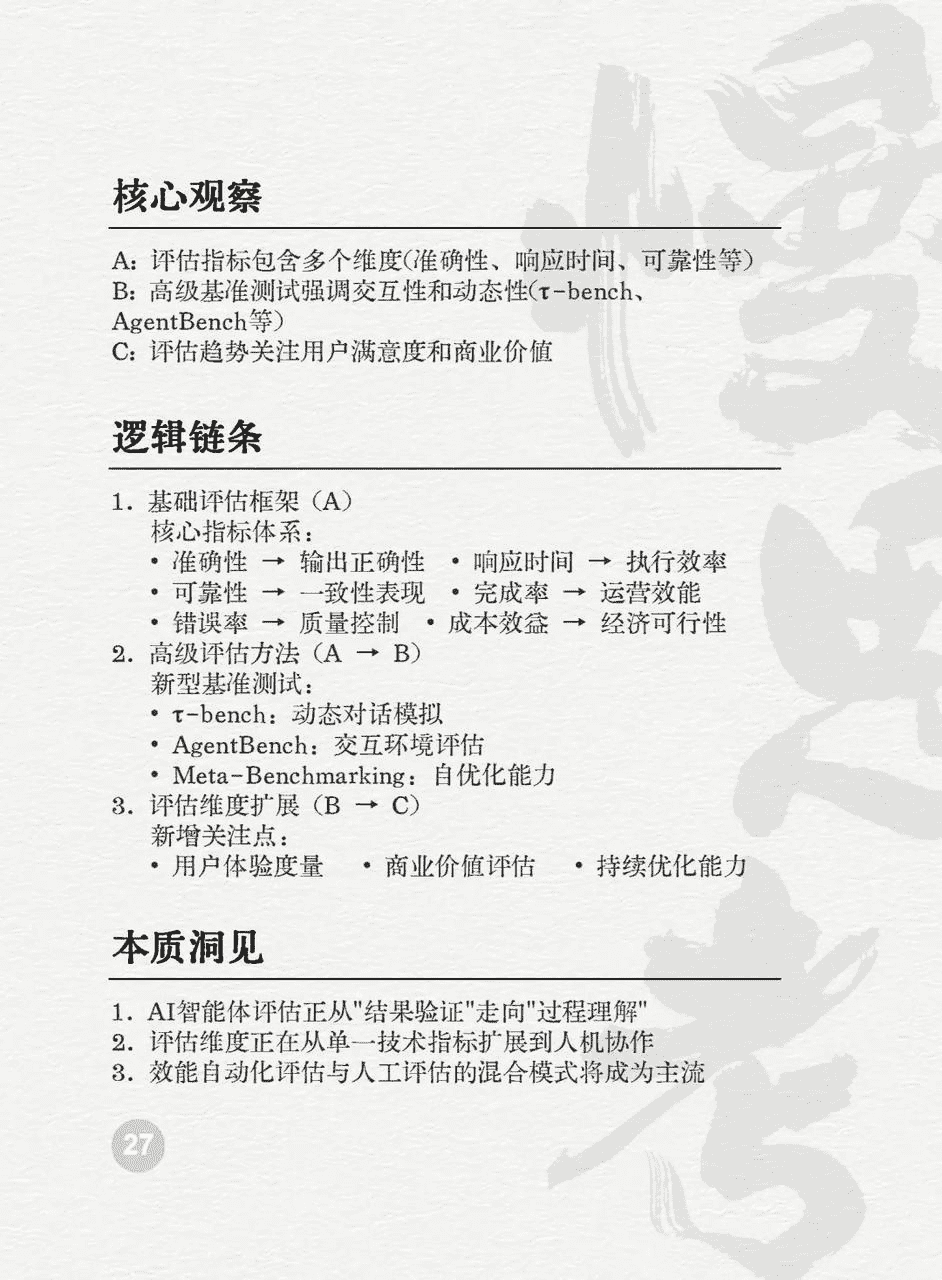 核心观察
A: 评估指标包含多个维度(准确性、响应时间、可靠性等)
B: 高级基准测试强调交互性和动态性(τ-bench、
AgentBench等)
C: 评估趋势关注用户满意度和商业价值
逻辑链条
1. 基础评估框架（A）
核心指标体系:
• 准确性 → 输出正确性 • 响应时间 → 执行效率
• 可靠性 → 一致性表现 • 完成率 → 运营效能
• 错误率 → 质量控制 • 成本效益 → 经济可行性
2. 高级评估方法（A → B）
新型基准测试:
• τ-bench: 动态对话模拟
• AgentBench: 交互环境评估
• Meta-Benchmarking: 自优化能力
3. 评估维度扩展（B → C）
新增关注点:
• 用户体验度量 • 商业价值评估 • 持续优化能力
本质洞见
1. AI智能体评估正从"结果验证"走向"过程理解"
2. 评估维度正在从单一技术指标扩展到人机协作
3. 效能自动化评估与人工评估的混合模式将成为主流
27
慢思考